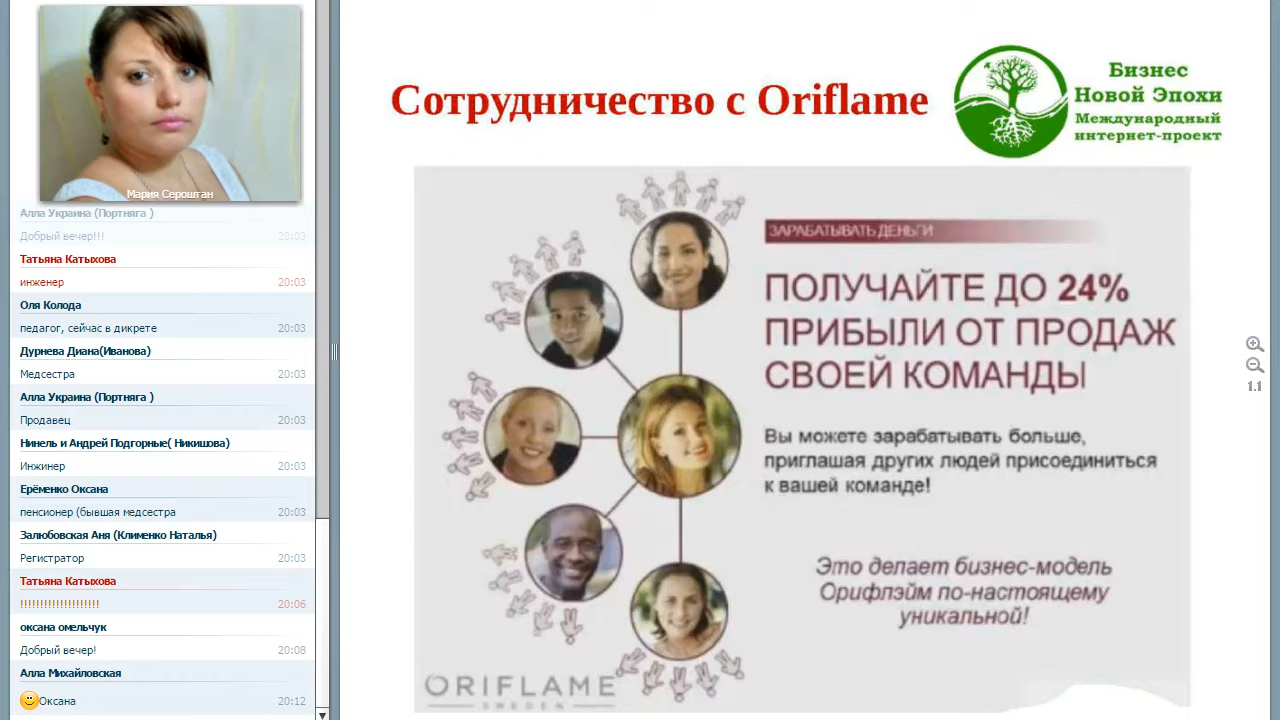 Мария Сероштан
Алла Украина (Портняга )
Добрый вечер!!!
20:03
Татьяна Катыхова
инженер
20:03
Оля Колода
педагог, сейчас в дикрете
20:03
Дурнева Диана(Иванова)
Медсестра
20:03
Алла Украина (Портняга )
Продавец
20:03
Нинель и Андрей Подгорные( Никишова)
Инжинер
20:03
Ерёменко Оксана
пенсионер (бывшая медсестра
20:03
Залюбовская Аня (Клименко Наталья)
Регистратор
20:03
Татьяна Катыхова
!!!!!!!!!!!!!!!!!!!!
20:06
оксана омельчук
Добрый вечер!
20:08
Алла Михайловская
Оксана
20:12
Сотрудничество с Oriflame
Бизнес
Новой Эпохи
Международный
интернет-проект
ЗАРАБАТЫВАТЬ ДЕНЬГИ
ПОЛУЧАЙТЕ ДО 24%
ПРИБЫЛИ ОТ ПРОДАЖ
СВОЕЙ КОМАНДЫ
Вы можете зарабатывать больше,
приглашая других людей присоединиться
к вашей команде!
Это делает бизнес-модель
Орифлэйм по-настоящему
уникальной!
ORIFLAME
SWEDEN
1.1